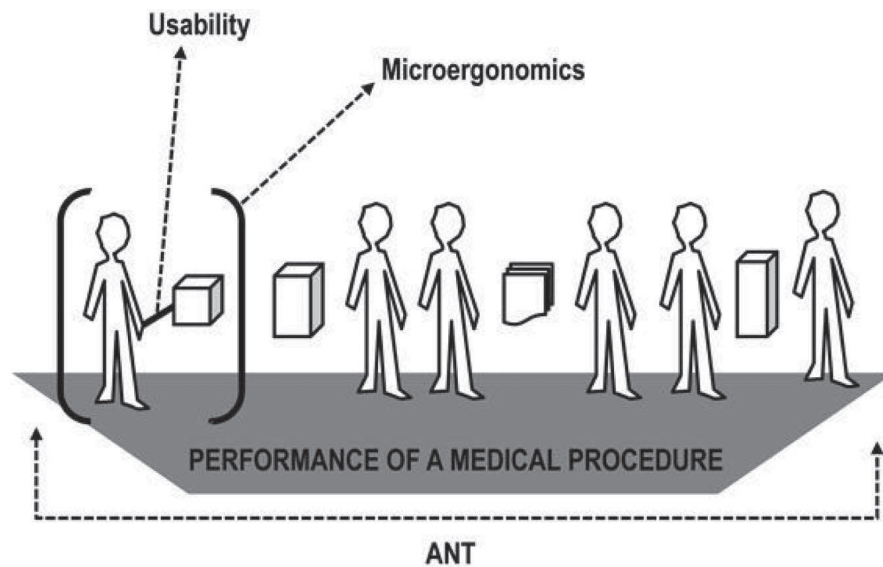 Usability
Microergonomics
PERFORMANCE OF A MEDICAL PROCEDURE
ANT